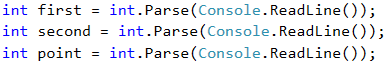 int first = int.Parse(Console.ReadLine());
int second = int.Parse(Console.ReadLine());
int point = int.Parse(Console.ReadLine());